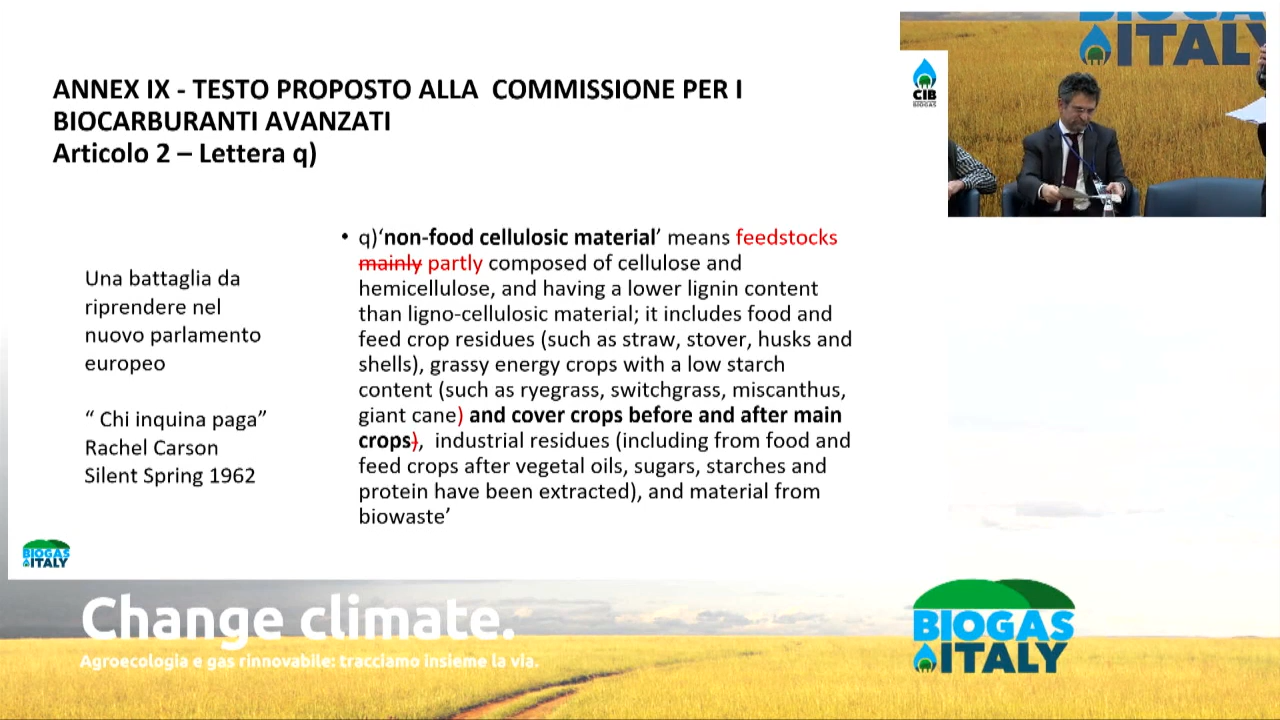 ANNEX IX - TESTO PROPOSTO ALLA COMMISSIONE PER I
BIOCARBURANTI AVANZATI
Articolo 2 – Lettera q)
Una battaglia da
riprendere nel
nuovo parlamento
europeo
“ Chi inquina paga”
Rachel Carson
Silent Spring 1962
• q)‘non-food cellulosic material’ means feedstocks
mainly partly composed of cellulose and
hemicellulose, and having a lower lignin content
than ligno-cellulosic material; it includes food and
feed crop residues (such as straw, stover, husks and
shells), grassy energy crops with a low starch
content (such as ryegrass, switchgrass, miscanthus,
giant cane) and cover crops before and after main
crops), industrial residues (including from food and
feed crops after vegetal oils, sugars, starches and
protein have been extracted), and material from
biowaste’
BIOGAS
ITALY
BIOGAS
ITALY
CIB
Change climate.
Agroecologia e gas rinnovabile: tracciamo insieme la via.
BIOGAS
ITALY